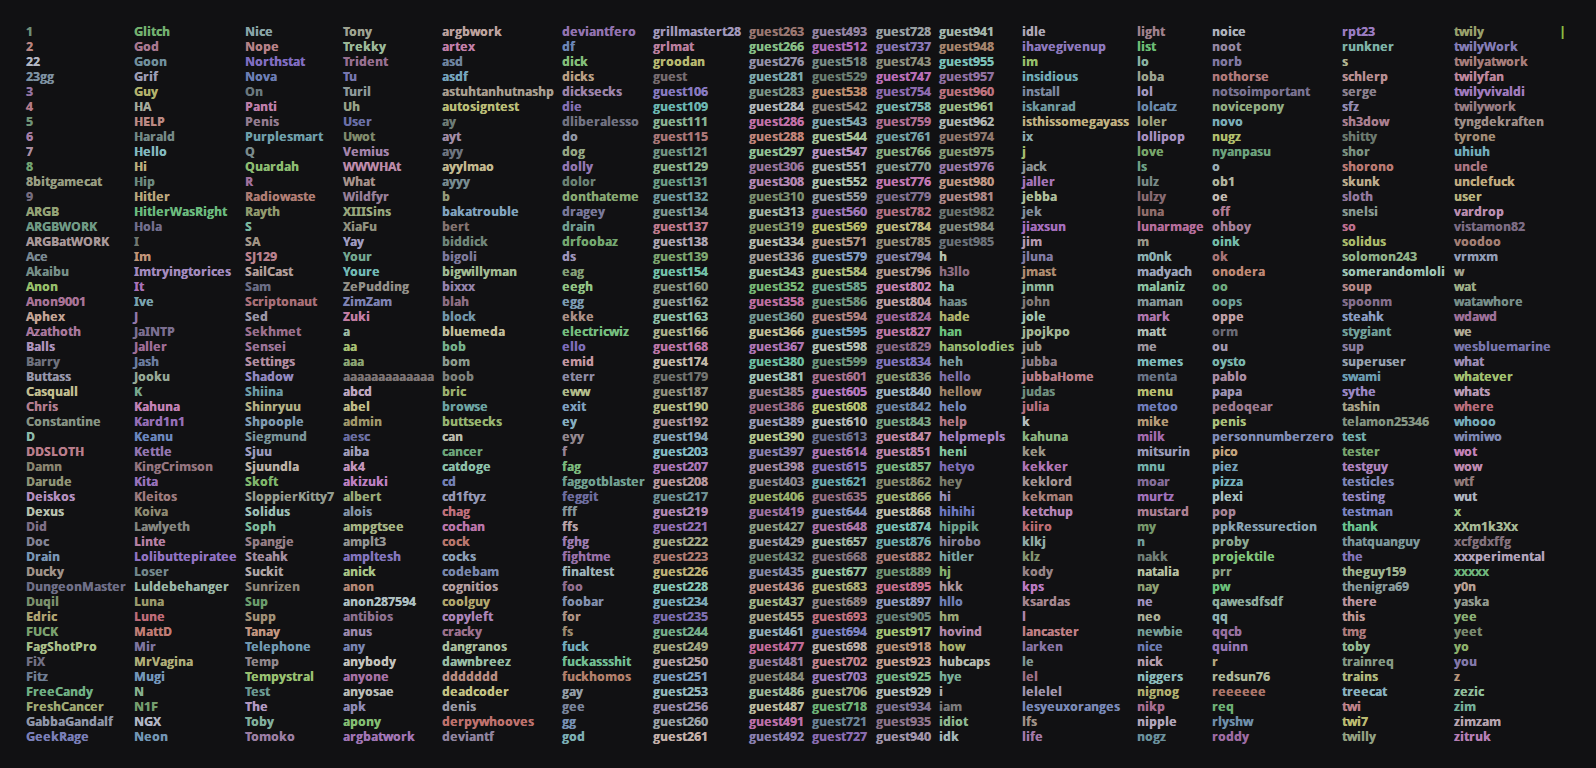 1 Glitch Nice Tony argbwork deviantfero grillmastert28 guest263 guest493 guest728 guest941 idle light noice rpt23 twily |
2 God Nope Trekky artex df grlmat guest266 guest512 guest737 guest948 ihavegivenup list noot runkner twilyWork
22 Goon Northstat Trident asd dick groodan guest276 guest518 guest743 guest955 im lo norb s twilyatwork
23gg Grif Nova Tu asdf dicks guest guest281 guest529 guest747 guest957 insidious loba nothorse schlerp twilyfan
3 Guy On Turil astuhtanhutnashp dicksecks guest106 guest283 guest538 guest754 guest960 install lol notsoimportant serge twilyvivaldi
4 HA Panti Uh autosigntest die guest109 guest284 guest542 guest758 guest961 iskanrad lolcatz novicepony sfz twilywork
5 HELP Penis User ay dliberalesso guest111 guest286 guest543 guest759 guest962 isthissomegayass loler novo sh3dow tyngdekraften
6 Harald Purplesmart Uwot ayt do guest115 guest288 guest544 guest761 guest974 ix lollipop nugz shitty tyrone
7 Hello Q Vemius ayy dog guest121 guest297 guest547 guest766 guest975 j love nyanpasu shor uhiuh
8 Hi Quardah WWWHAt ayylmao dolly guest129 guest306 guest551 guest770 guest976 jack ls o shorono uncle
8bitgamecat Hip R What ayyy dolor guest131 guest308 guest552 guest776 guest980 jaller lulz ob1 skunk unclefuck
9 Hitler Radiowaste Wildfyr b donthateme guest132 guest310 guest559 guest779 guest981 jebba lulzy oe sloth user
ARGB HitlerWasRight Rayth XIIISins bakatrouble dragey guest134 guest313 guest560 guest782 guest982 jek luna off snelsi vardrop
ARGBWORK Hola S XiaFu bert drain guest137 guest319 guest569 guest784 guest984 jiaxsun lunarmage ohboy so vistamon82
ARGBatWORK I SA Yay biddick drfoobaz guest138 guest334 guest571 guest785 guest985 jim m oink solidus voodoo
Ace Im SJ129 Your bigoli ds guest139 guest336 guest579 guest794 h jluna m0nk ok solomon243 vrmxm
Akaibu Imtryingtorices SailCast Youre bigwillyman eag guest154 guest343 guest584 guest796 h3llo jmast madyach onodera somerandomloli w
Anon It Sam ZePudding bixxx eegh guest160 guest352 guest585 guest802 ha jnmn malaniz oo soup wat
Anon9001 Ive Scriptonaut ZimZam blah egg guest162 guest358 guest586 guest804 haas john maman oops spoonm watawhore
Aphex J Sed Zuki block ekke guest163 guest360 guest594 guest824 hade jole mark oppe steahk wdawd
Azathoth JaINTP Sekhmet a bluemeda electricwiz guest166 guest366 guest595 guest827 han jpojkpo matt orm stygiant we
Balls Jaller Sensei aa bob ello guest168 guest367 guest598 guest829 hansolodies jub me ou sup wesbluemarine
Barry Jash Settings aaa bom emid guest174 guest380 guest599 guest834 heh jubba memes oysto superuser what
Buttass Jooku Shadow aaaaaaaaaaaaa boob eterr guest179 guest381 guest601 guest836 hello jubbaHome menta pablo swami whatever
Casquall K Shiina abcd bric eww guest187 guest385 guest605 guest840 hellow judas menu papa sythe whats
Chris Kahuna Shinryuu abel browse exit guest190 guest386 guest608 guest842 helo julia metoo pedoqear tashin where
Constantine Kard1n1 Shpoople admin buttsecks ey guest192 guest389 guest610 guest843 help k mike penis telamon25346 whooo
D Keanu Siegmund aesc can eyy guest194 guest390 guest613 guest847 helpmepls kahuna milk personnumberzero test wimiwo
DDSLOTH Kettle Sjuu aiba cancer f guest203 guest397 guest614 guest851 heni kek mitsurin pico tester wot
Damn KingCrimson Sjuundla ak4 catdoge fag guest207 guest398 guest615 guest857 hetyo kekker mnu piez testguy wow
Darude Kita Skoft akizuki cd faggotblaster guest208 guest403 guest621 guest862 hey keklord moar pizza testicles wtf
Deiskos Kleitos SloppierKitty7 albert cd1ftyz feggit guest217 guest406 guest635 guest866 hi kekman murtz plexi testing wut
Dexus Koiva Solidus alois chag fff guest219 guest419 guest644 guest868 hihihi ketchup mustard pop testman x
Did Lawlyeth Soph ampgtsee cochan ffs guest221 guest427 guest648 guest874 hippik kiiro my ppkRessurection thank xXm1k3Xx
Doc Linte Spangje amplt3 cock fghg guest222 guest429 guest657 guest876 hirobo klkj n proby thatquanguy xcfgdxffg
Drain Lolibuttepiratee Steahk ampltesh cocks fightme guest223 guest432 guest668 guest882 hitler klz nakk projektile the xxxperimental
Ducky Loser Suckit anick codebam finaltest guest226 guest435 guest677 guest889 hj kody natalia prr theguy159 xxxxx
DungeonMaster Luldebehanger Sunrizen anon cognitios foo guest228 guest436 guest683 guest895 hkk kps nay pw thenigra69 y0n
Duqil Luna Sup anon287594 coolguy foobar guest234 guest437 guest689 guest897 hllo ksardas ne qawesdfsdf there yaska
Edric Lune Supp antibios copyleft for guest235 guest455 guest693 guest905 hm l neo qq this yee
FUCK MattD Tanay anus cracky fs guest244 guest461 guest694 guest917 hovind lancaster newbie qqcb tmg yeet
FagShotPro Mir Telephone any dangranos fuck guest249 guest477 guest698 guest918 how larken nice quinn toby yo
FiX MrVagina Temp anybody dawnbreez fuckassshit guest250 guest481 guest702 guest923 hubcaps le nick r trainreq you
Fitz Mugi Tempystral anyone ddddddd fuckhomos guest251 guest484 guest703 guest925 hye lel niggers redsun76 trains z
FreeCandy N Test anyosae deadcoder gay guest253 guest486 guest706 guest929 i lelelel nignog reeeeee treecat zezic
FreshCancer N1F The apk denis gee guest256 guest487 guest718 guest934 iam lesyeuxoranges nikp req twi zim
GabbaGandalf NGX Toby apony derpywhooves gg guest260 guest491 guest721 guest935 idiot lfs nipple rlyshw twi7 zimzam
GeekRage Neon Tomoko argbatwork deviantf god guest261 guest492 guest727 guest940 idk life nogz roddy twilly zitruk